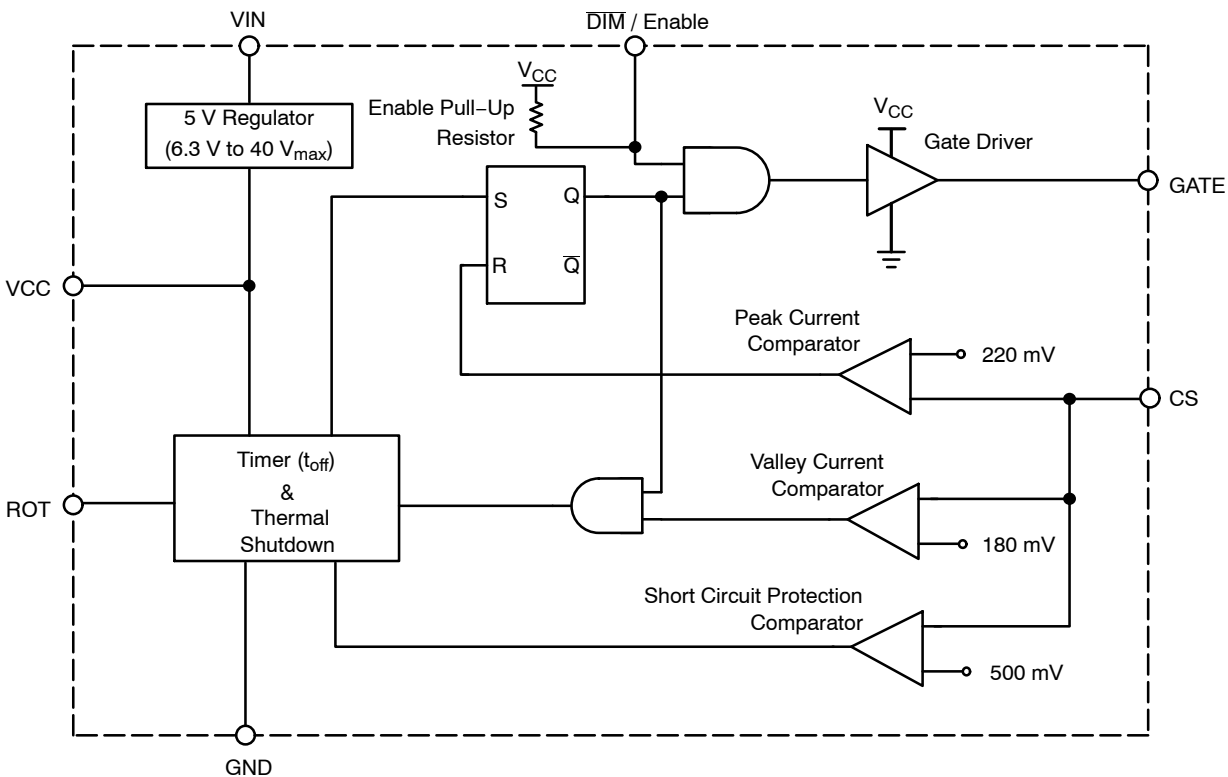 VIN
DIM / Enable
5 V Regulator
(6.3 V to 40 Vmax)
VCC
Enable Pull−Up
Resistor
VCC
Gate Driver
GATE
S
Q
R
Q
VCC
Peak Current
Comparator
220 mV
CS
Timer (toff)
&
Thermal
Shutdown
ROT
Valley Current
Comparator
180 mV
Short Circuit Protection
Comparator
500 mV
GND